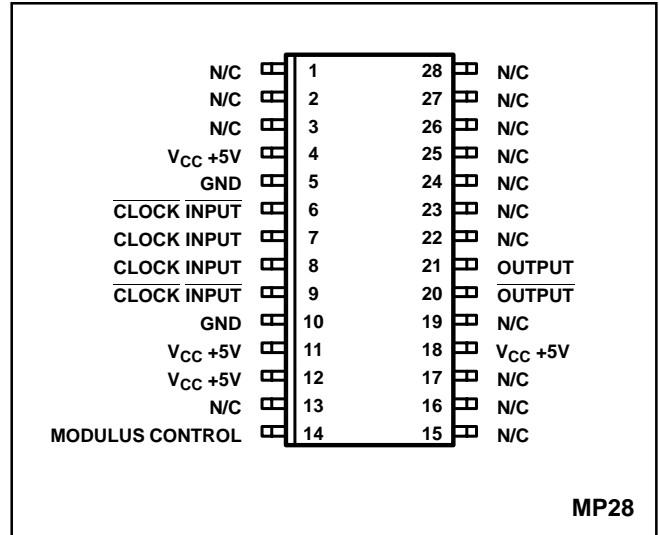 N/C 1 28 N/C
N/C 2 27 N/C
N/C 3 26 N/C
VCC +5V 4 25 N/C
GND 5 24 N/C
CLOCK INPUT 6 23 N/C
CLOCK INPUT 7 22 N/C
CLOCK INPUT 8 21 OUTPUT
CLOCK INPUT 9 20 OUTPUT
GND 10 19 N/C
VCC +5V 11 18 VCC +5V
VCC +5V 12 17 N/C
N/C 13 16 N/C
MODULUS CONTROL 14 15 N/C
MP28